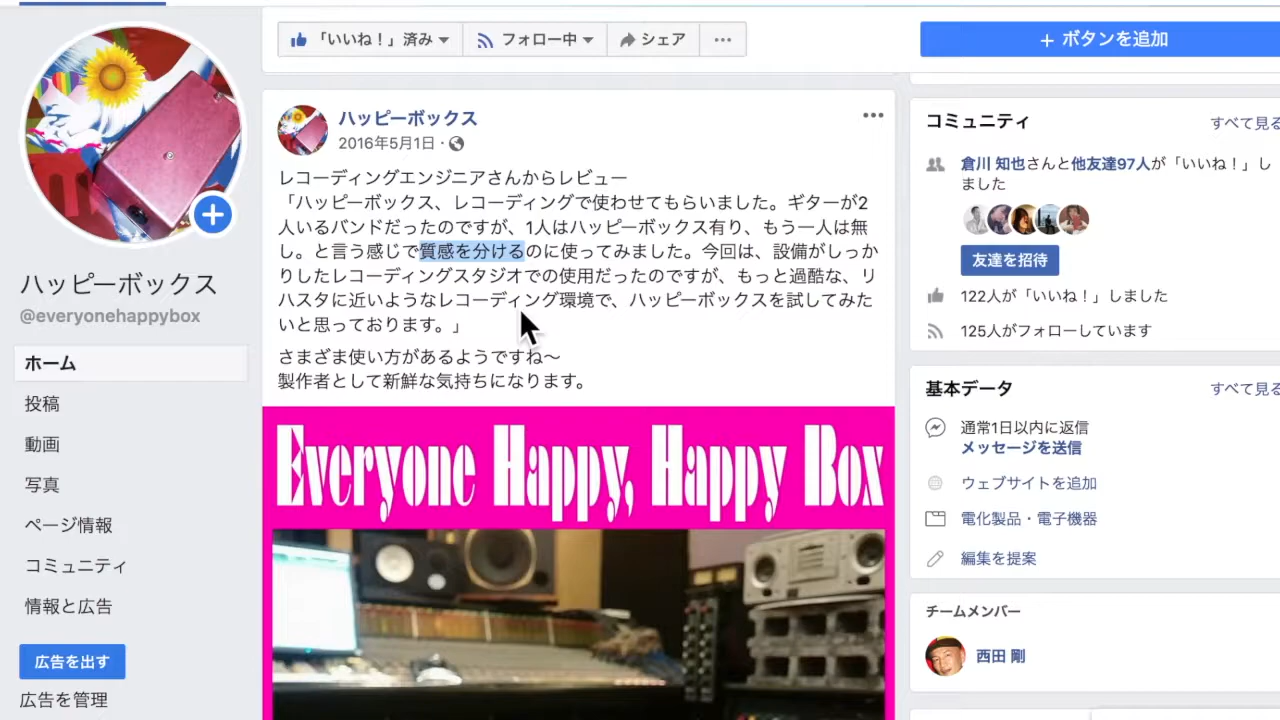 「いいね！」済み
フォロー中
シェア
＋ ボタンを追加
ハッピーボックス
@everyonehappybox
ホーム
投稿
動画
写真
ページ情報
コミュニティ
情報と広告
広告を出す
広告を管理
ハッピーボックス
2016年5月1日
レコーディングエンジニアさんからレビュー
「ハッピーボックス、レコーディングで使わせてもらいました。ギターが2
人いるバンドだったのですが、1人はハッピーボックス有り、もう一人は無
し。と言う感じで質感を分けるのに使ってみました。今回は、設備がしっか
りしたレコーディングスタジオでの使用だったのですが、もっと過酷な、リ
ハスタに近いようなレコーディング環境で、ハッピーボックスを試してみた
いと思っております。」
さまざま使い方があるようですね〜
製作者として新鮮な気持ちになります。
Everyone Happy, Happy Box
コミュニティ
すべて見る
倉川 知也さんと他友達97人が「いいね！」し
ました
友達を招待
122人が「いいね！」しました
125人がフォローしています
基本データ
すべて見る
通常1日以内に返信
メッセージを送信
ウェブサイトを追加
電化製品・電子機器
編集を提案
チームメンバー
西田 剛